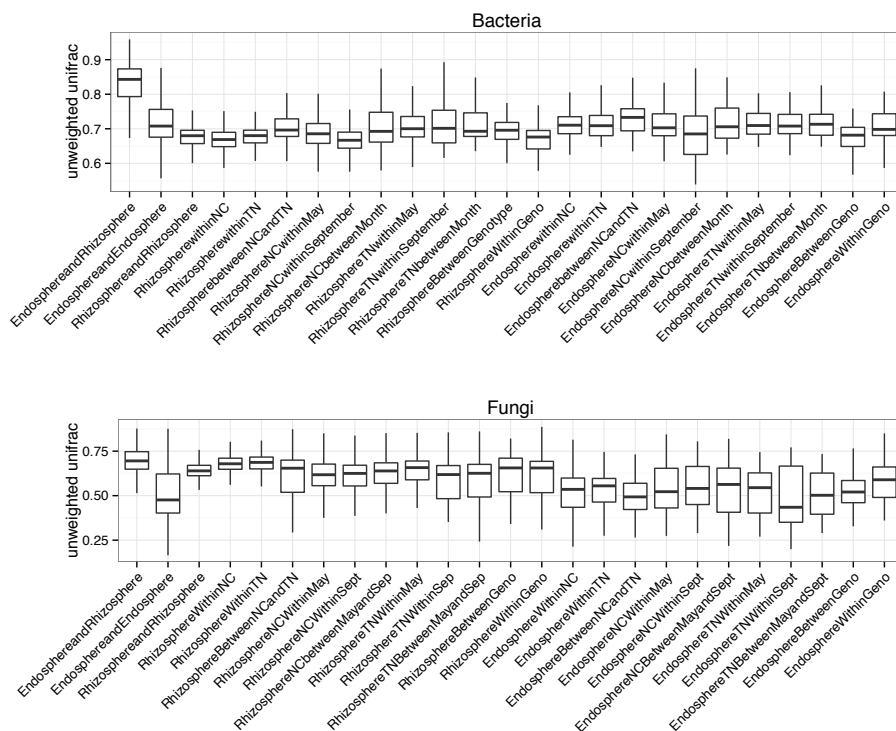 Bacteria
unweighted unifrac
0.9
0.8
0.7
0.6
EndosphereandRhizosphere
EndosphereandEndosphere
RhizosphereandRhizosphere
RhizospherewithinNC
RhizospherewithinTN
RhizospherebetweenNCandTN
RhizosphereNCwithinMay
RhizosphereNCwithinSeptember
RhizosphereNCbetweenMonth
RhizosphereTNwithinMay
RhizosphereTNwithinSeptember
RhizosphereTNbetweenMonth
RhizosphereBetweenGenotype
RhizosphereWithinGeno
EndospherewithinNC
EndospherewithinTN
EndospherebetweenNCandTN
EndosphereNCwithinMay
EndosphereNCwithinSeptember
EndosphereNCbetweenMonth
EndosphereTNwithinMay
EndosphereTNwithinSeptember
EndosphereTNbetweenMonth
EndosphereBetweenGeno
EndosphereWithinGeno
Fungi
unweighted unifrac
0.75
0.50
0.25
EndosphereandRhizosphere
EndosphereandEndosphere
RhizosphereandRhizosphere
RhizosphereWithinNC
RhizosphereWithinTN
RhizosphereBetweenNCandTN
RhizosphereNCWithinMay
RhizosphereNCWithinSept
RhizosphereNCbetweenMayandSep
RhizosphereTNWithinMay
RhizosphereTNWithinSep
RhizosphereTNBetweenMayandSep
RhizosphereBetweenGeno
RhizosphereWithinGeno
EndosphereWithinNC
EndosphereWithinTN
EndosphereBetweenNCandTN
EndosphereNCWithinMay
EndosphereNCWithinSept
EndosphereNCBetweenMayandSept
EndosphereTNWithinMay
EndosphereTNWithinSept
EndosphereTNBetweenMayandSept
EndosphereBetweenGeno
EndosphereWithinGeno